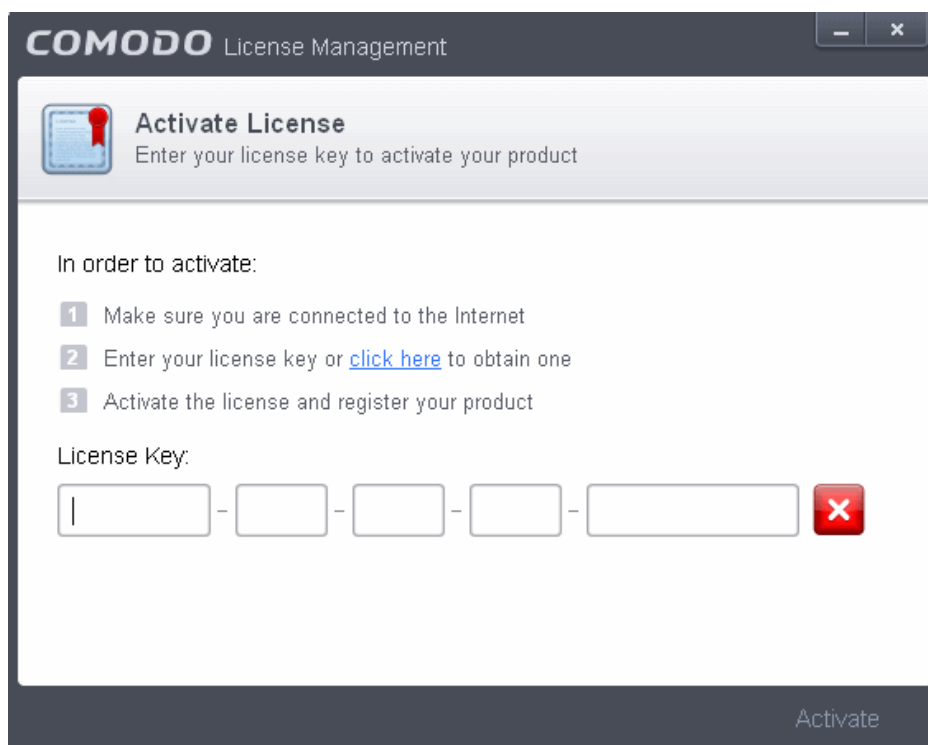 COMODO License Management
Activate License
Enter your license key to activate your product
In order to activate:
1 Make sure you are connected to the Internet
2 Enter your license key or click here to obtain one
3 Activate the license and register your product
License Key:
- - - -
Activate